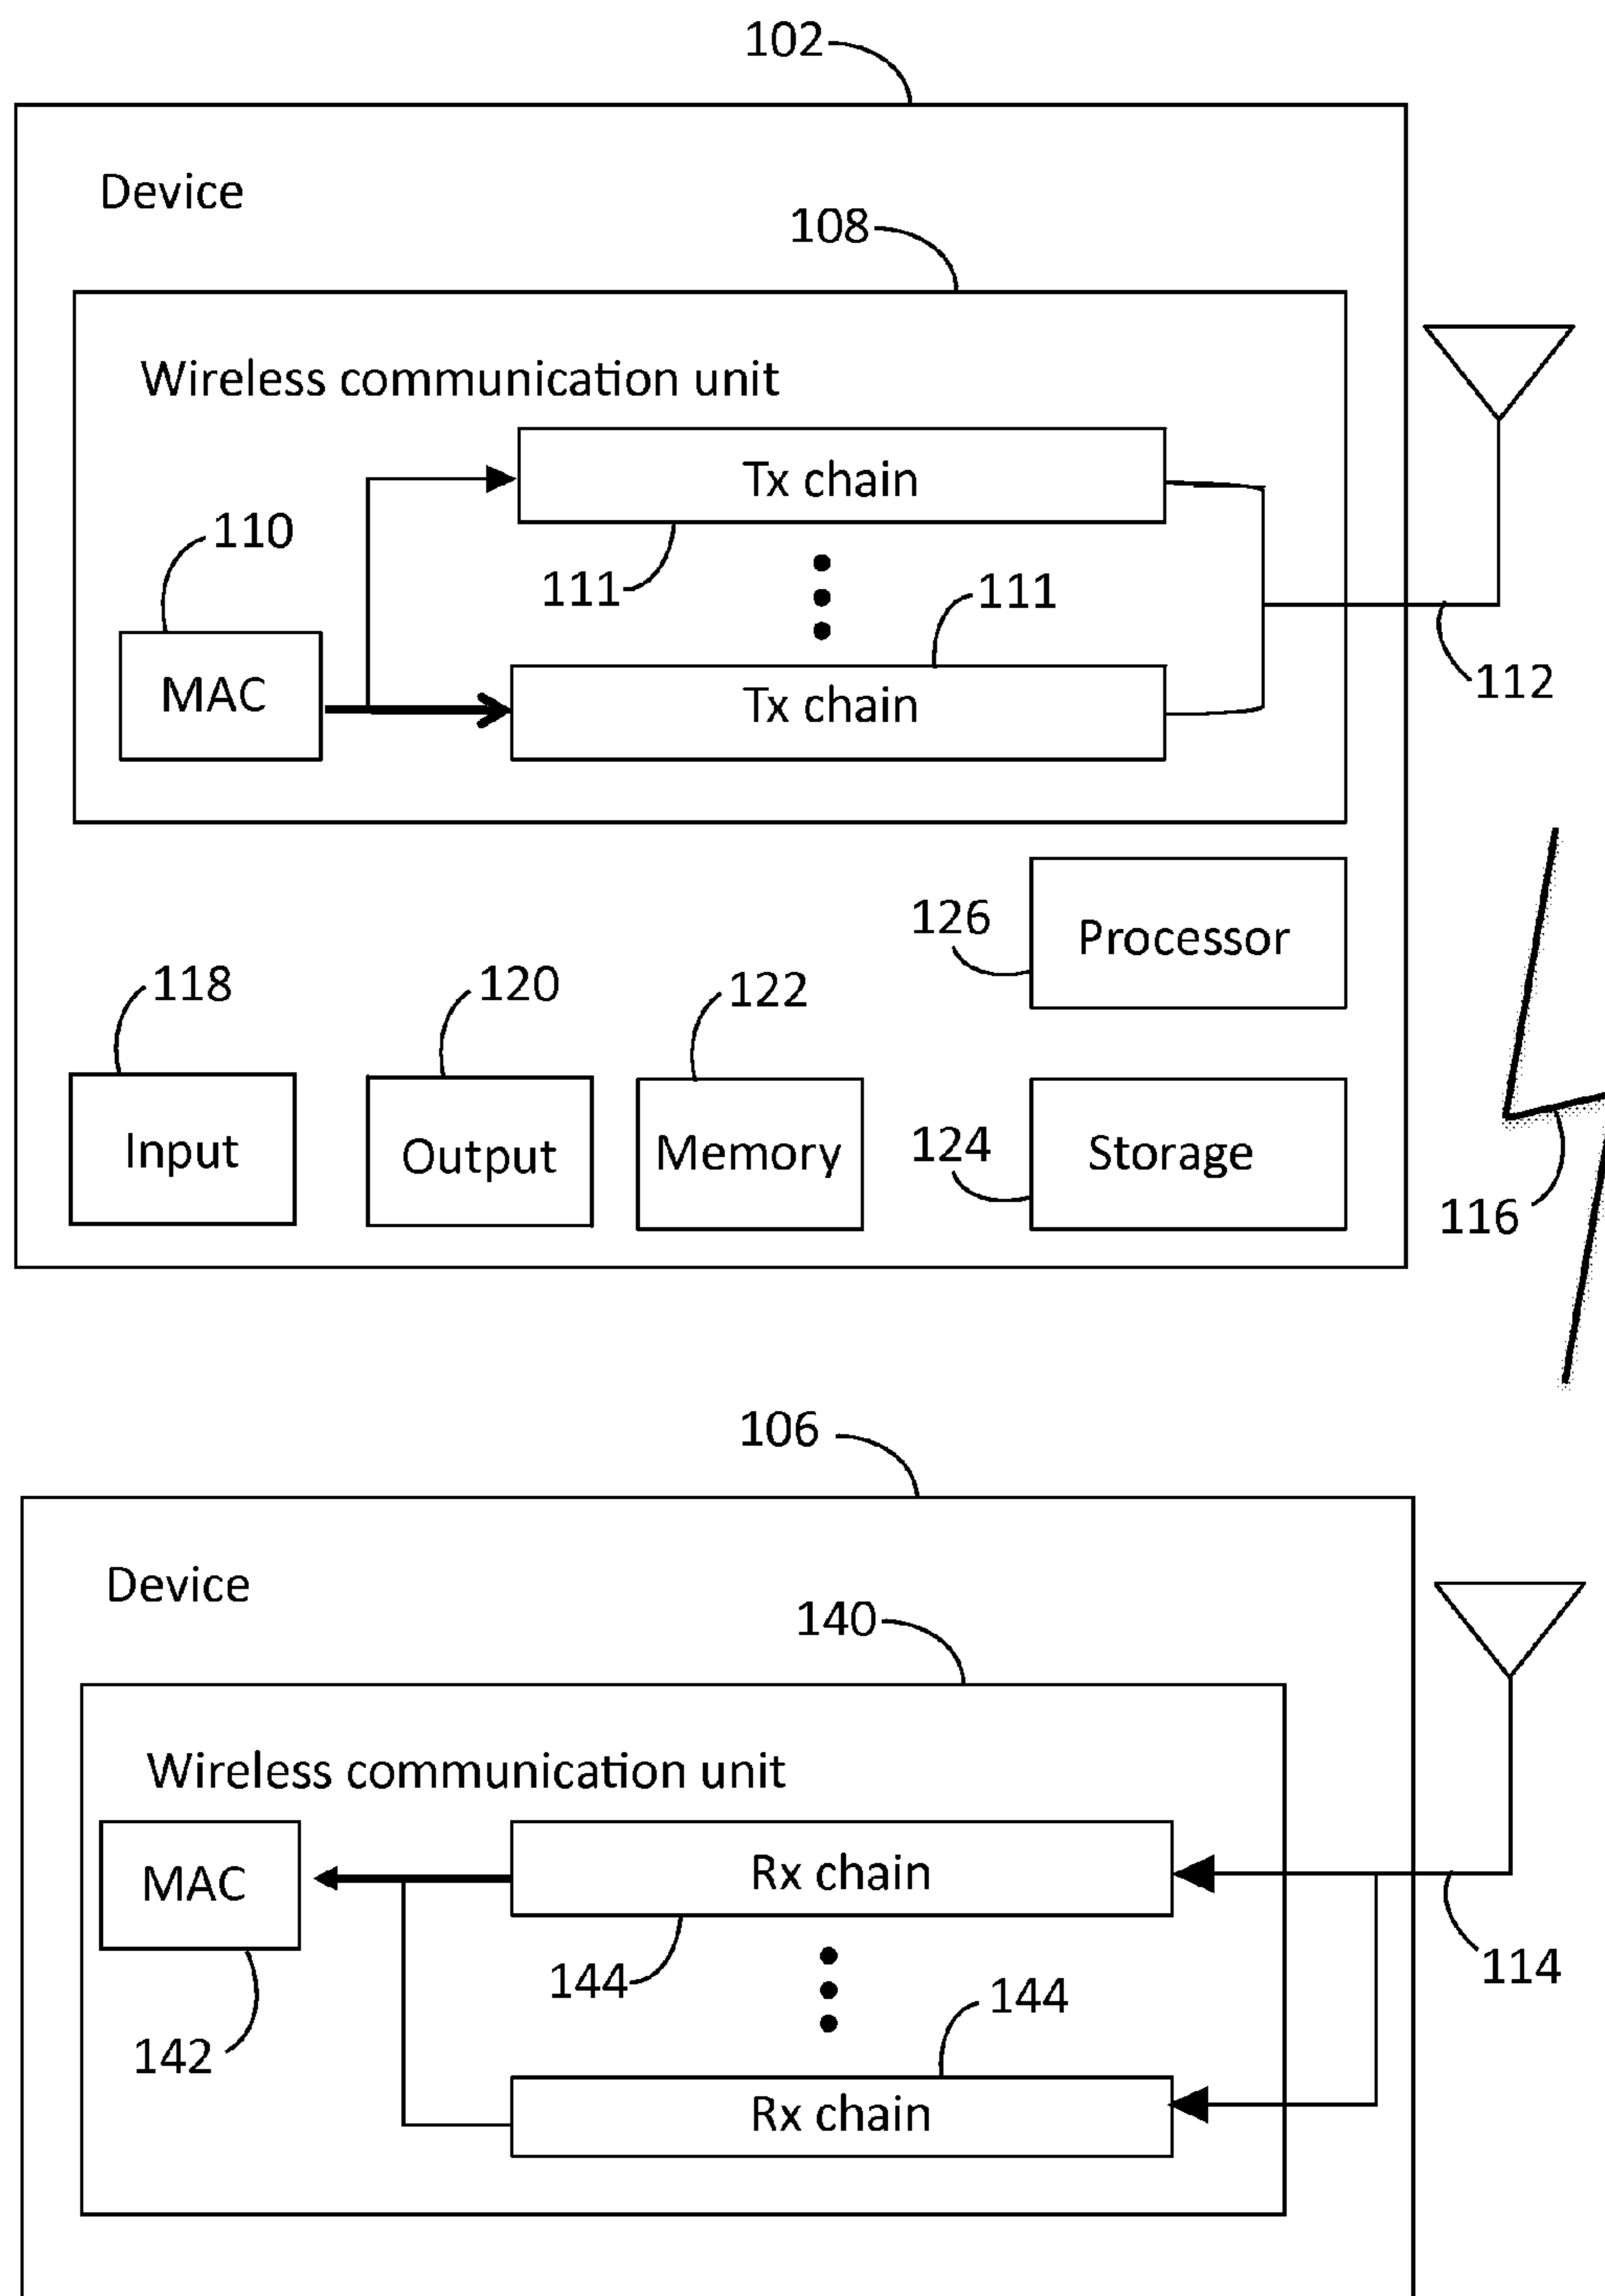 102
Device
108
Wireless communication unit
Tx chain
110
111
111
MAC
Tx chain
112
126
Processor
118
120
122
Input
Output
Memory
124
Storage
116
106
Device
140
Wireless communication unit
MAC
Rx chain
144
144
114
142
Rx chain